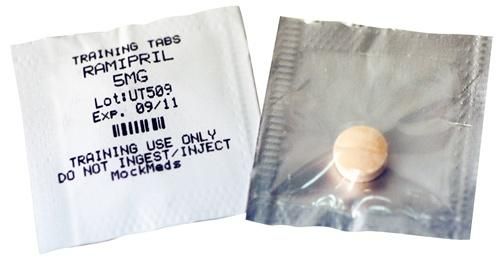 TRAINING TABS
RAMIPRIL
5MG
Lot:UT509
Exp. 09/11
TRAINING USE ONLY
DO NOT INGEST/INJECT
MockMeds